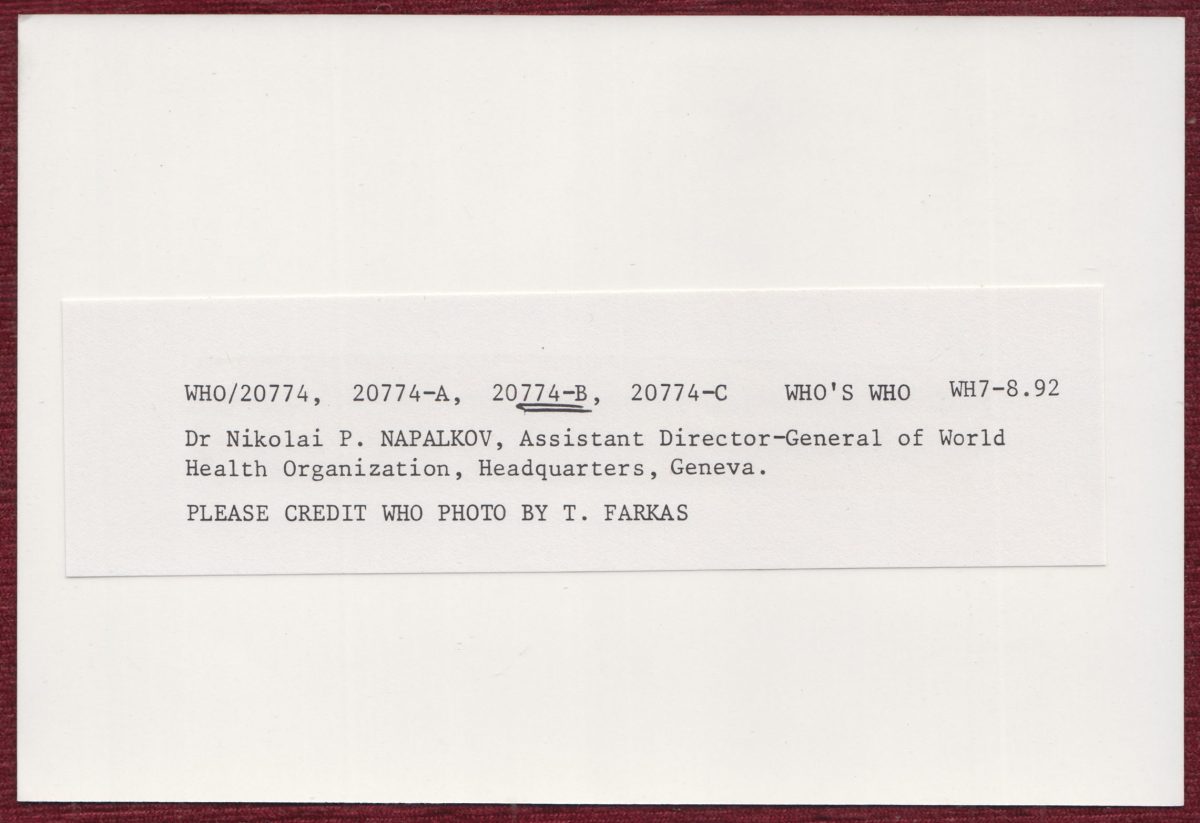 WHO/20774, 20774-A, 20774-B, 20774-C WHO'S WHO WH7-8.92
Dr Nikolai P. NAPALKOV, Assistant Director-General of World
Health Organization, Headquarters, Geneva.
PLEASE CREDIT WHO PHOTO BY T. FARKAS